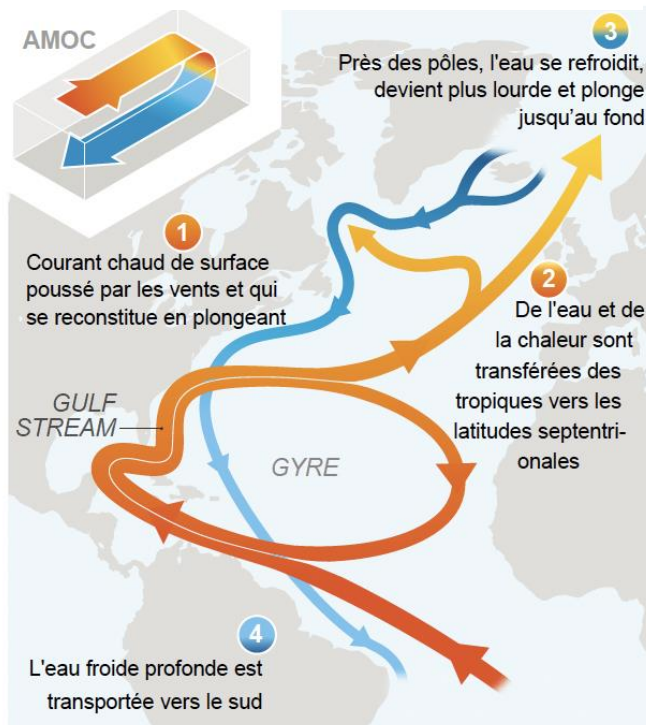 AMOC
3
Près des pôles, l'eau se refroidit,
devient plus lourde et plonge
jusqu'au fond
1
Courant chaud de surface
poussé par les vents et qui
se reconstitue en plongeant
2
De l'eau et de
la chaleur sont
transférées des
tropiques vers les
latitudes septentri-
onales
GULF
STREAM
GYRE
4
L'eau froide profonde est
transportée vers le sud